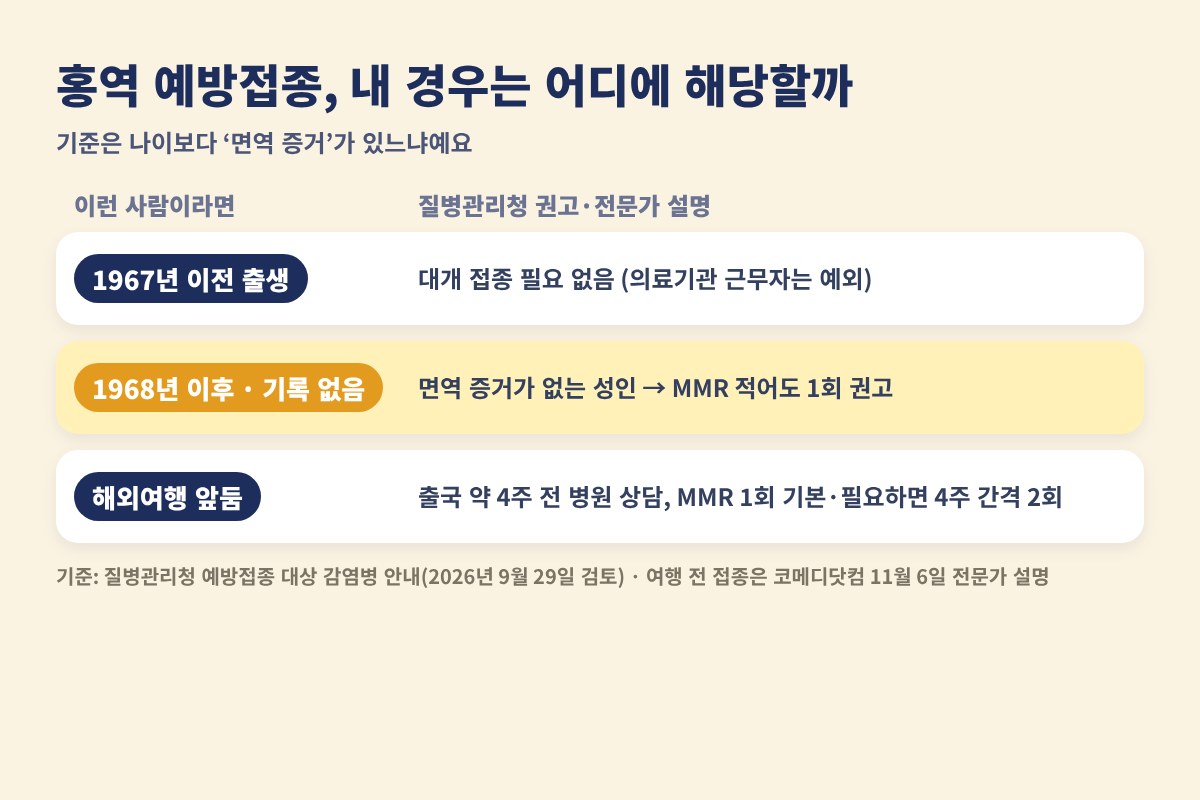 홍역 예방접종, 내 경우는 어디에 해당할까
기준은 나이보다 ‘면역 증거’가 있느냐예요
이런 사람이라면 질병관리청 권고·전문가 설명
1967년 이전 출생 대개 접종 필요 없음 (의료기관 근무자는 예외)
1968년 이후 · 기록 없음 면역 증거가 없는 성인 → MMR 적어도 1회 권고
해외여행 앞둠 출국 약 4주 전 병원 상담, MMR 1회 기본·필요하면 4주 간격 2회
기준: 질병관리청 예방접종 대상 감염병 안내(2026년 9월 29일 검토) · 여행 전 접종은 코메디닷컴 11월 6일 전문가 설명